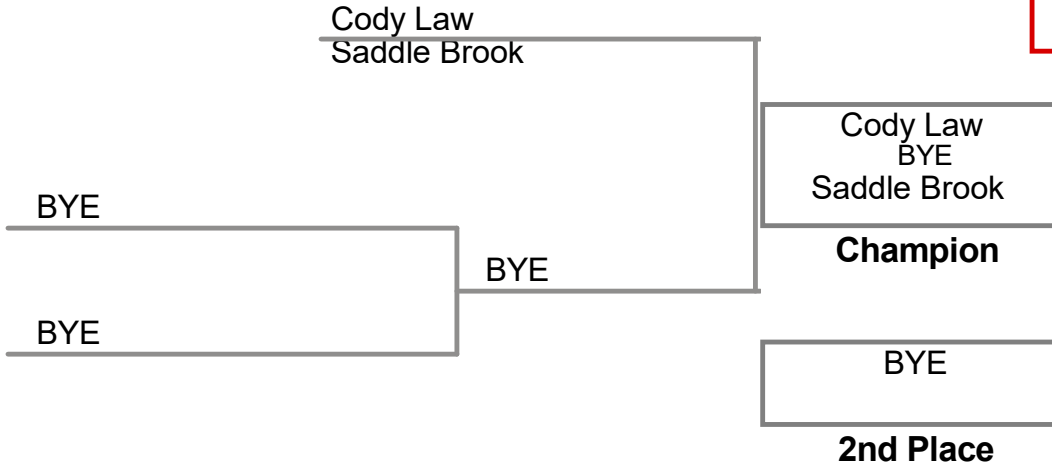 Cody Law
Saddle Brook
Cody Law
BYE
Saddle Brook
BYE
Champion
BYE
BYE
BYE
2nd Place